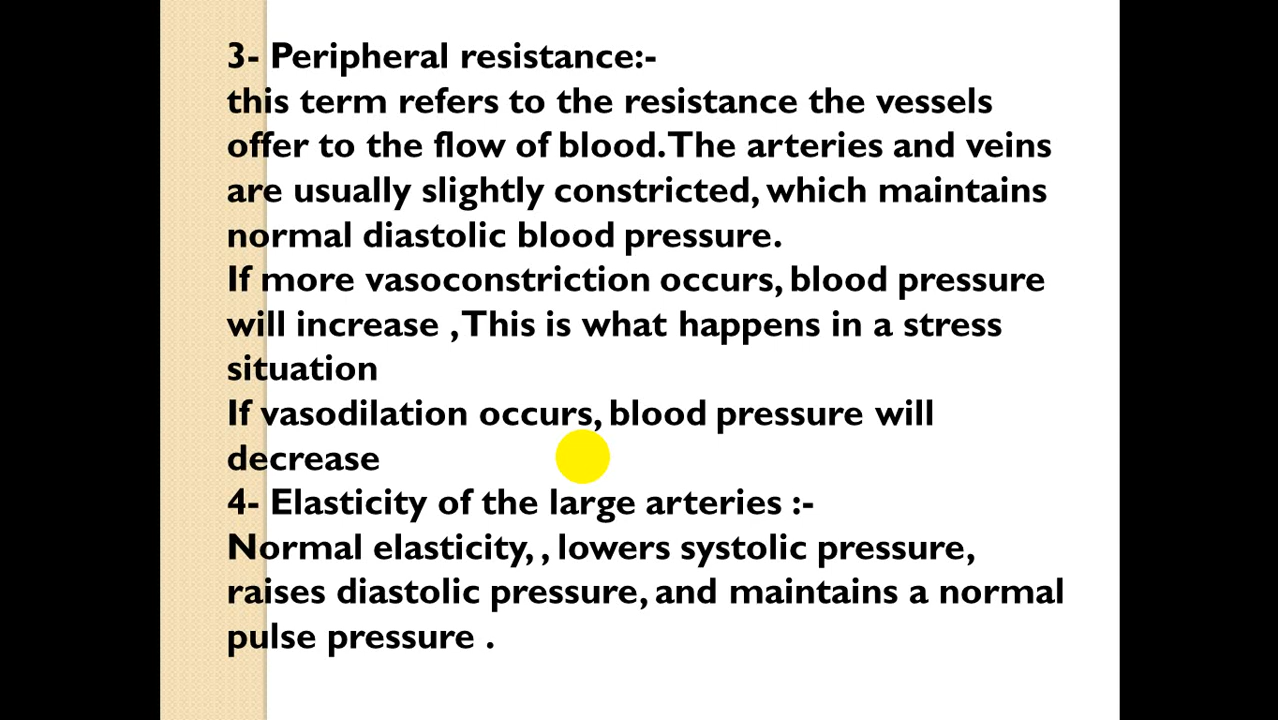 3- Peripheral resistance:-
this term refers to the resistance the vessels
offer to the flow of blood. The arteries and veins
are usually slightly constricted, which maintains
normal diastolic blood pressure.
If more vasoconstriction occurs, blood pressure
will increase , This is what happens in a stress
situation
If vasodilation occurs, blood pressure will
decrease
4- Elasticity of the large arteries :-
Normal elasticity, , lowers systolic pressure,
raises diastolic pressure, and maintains a normal
pulse pressure .